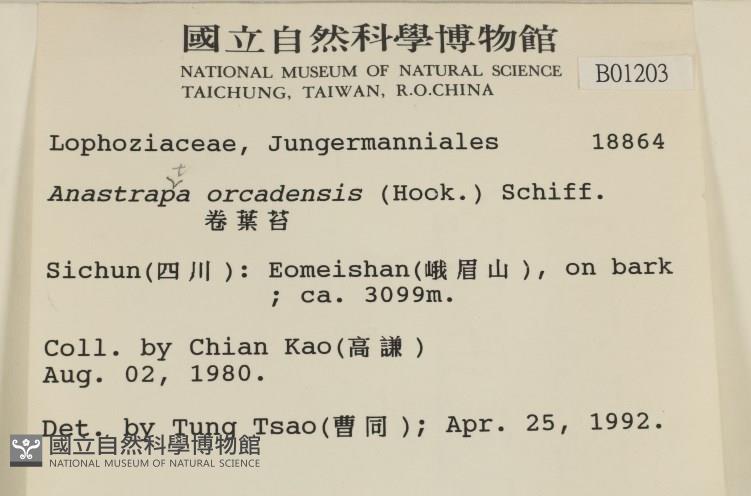 國立自然科學博物館
NATIONAL MUSEUM OF NATURAL SCIENCE
TAICHUNG, TAIWAN, R.O.CHINA
B01203
Lophoziaceae, Jungermanniales 18864
t
Anastrapa orcadensis (Hook.) Schiff.
卷葉苔
Sichun(四川): Eomeishan(峨眉山), on bark
; ca. 3099m.
Coll. by Chian Kao(高謙)
Aug. 02, 1980.
Det. by Tung Tsao(曹同); Apr. 25, 1992.
國立自然科學博物館
NATIONAL MUSEUM OF NATURAL SCIENCE